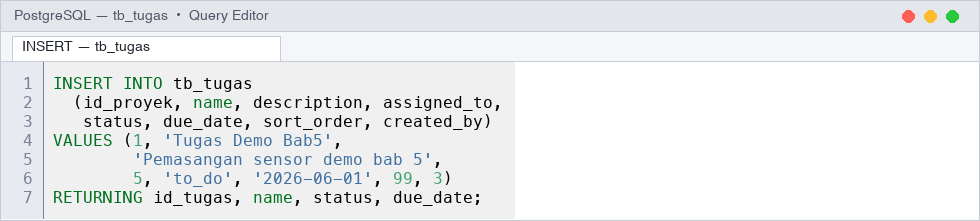 PostgreSQL — tb_tugas • Query Editor
INSERT — tb_tugas
1 INSERT INTO tb_tugas
2   (id_proyek, name, description, assigned_to,
3    status, due_date, sort_order, created_by)
4 VALUES (1, 'Tugas Demo Bab5',
5         'Pemasangan sensor demo bab 5',
6         5, 'to_do', '2026-06-01', 99, 3)
7 RETURNING id_tugas, name, status, due_date;